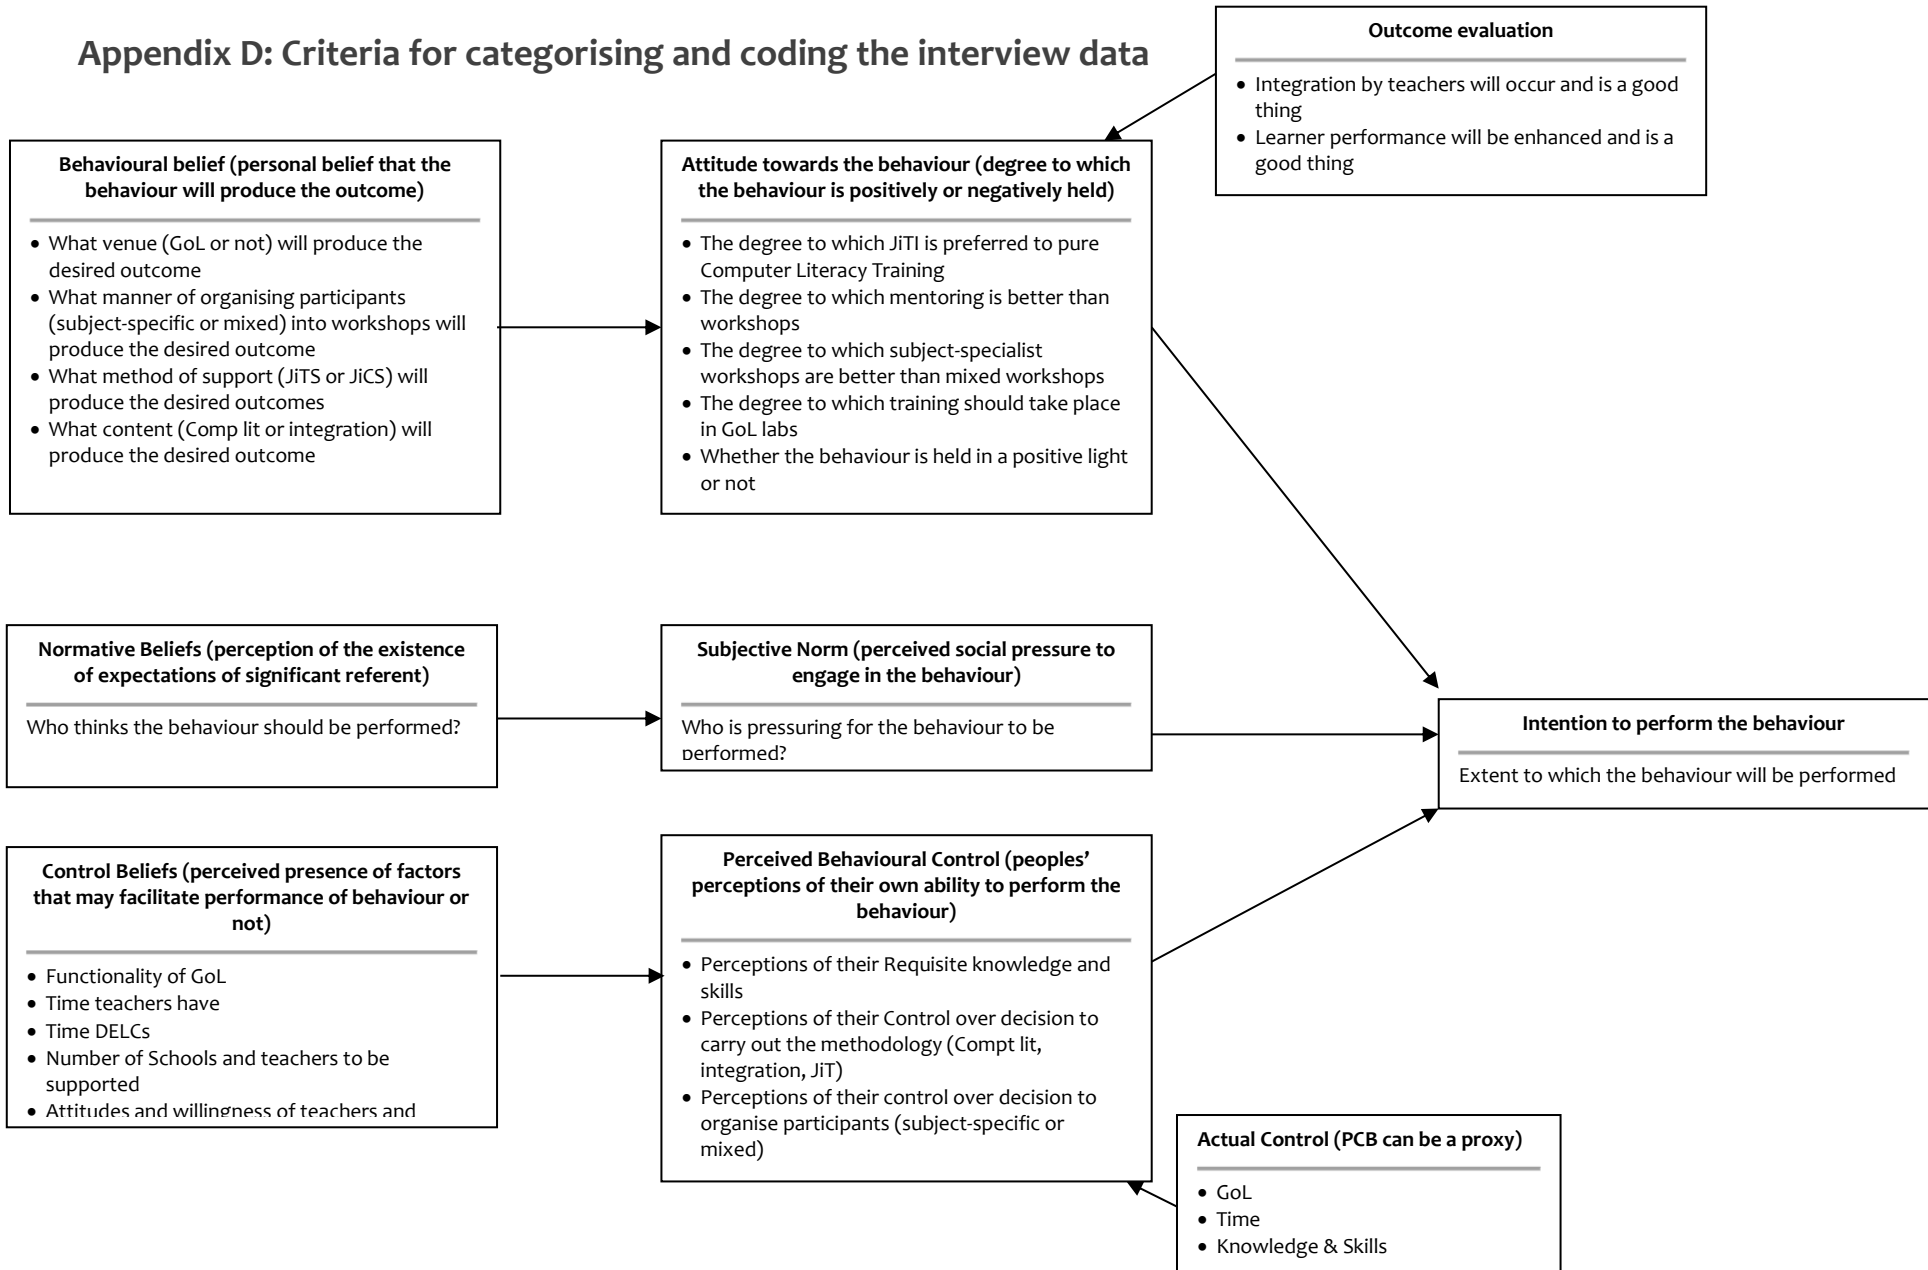 Appendix D: Criteria for categorising and coding the interview data
Outcome evaluation
• Integration by teachers will occur and is a good
thing
• Learner performance will be enhanced and is a
good thing
Behavioural belief (personal belief that the
behaviour will produce the outcome)
• What venue (GoL or not) will produce the
desired outcome
• What manner of organising participants
(subject-specific or mixed) into workshops will
produce the desired outcome
• What method of support (JiTS or JiCS) will
produce the desired outcomes
• What content (Comp lit or integration) will
produce the desired outcome
Attitude towards the behaviour (degree to which
the behaviour is positively or negatively held)
• The degree to which JiTI is preferred to pure
Computer Literacy Training
• The degree to which mentoring is better than
workshops
• The degree to which subject-specialist
workshops are better than mixed workshops
• The degree to which training should take place
in GoL labs
• Whether the behaviour is held in a positive light
or not
Normative Beliefs (perception of the existence
of expectations of significant referent)
Who thinks the behaviour should be performed?
Subjective Norm (perceived social pressure to
engage in the behaviour)
Who is pressuring for the behaviour to be
performed?
Intention to perform the behaviour
Extent to which the behaviour will be performed
Control Beliefs (perceived presence of factors
that may facilitate performance of behaviour or
not)
• Functionality of GoL
• Time teachers have
• Time DELCs
• Number of Schools and teachers to be
supported
• Attitudes and willingness of teachers and
Perceived Behavioural Control (peoples’
perceptions of their own ability to perform the
behaviour)
• Perceptions of their Requisite knowledge and
skills
• Perceptions of their Control over decision to
carry out the methodology (Compt lit,
integration, JiT)
• Perceptions of their control over decision to
organise participants (subject-specific or
mixed)
Actual Control (PCB can be a proxy)
• GoL
• Time
• Knowledge & Skills